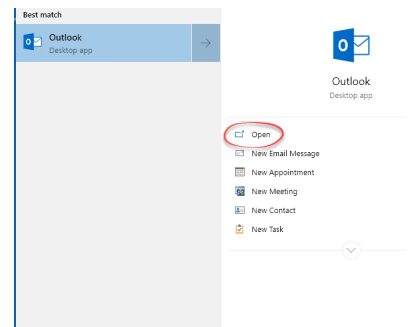 Best match
Outlook
Desktop app
Outlook
Desktop app
Open
New Email Message
New Appointment
New Meeting
New Contact
New Task